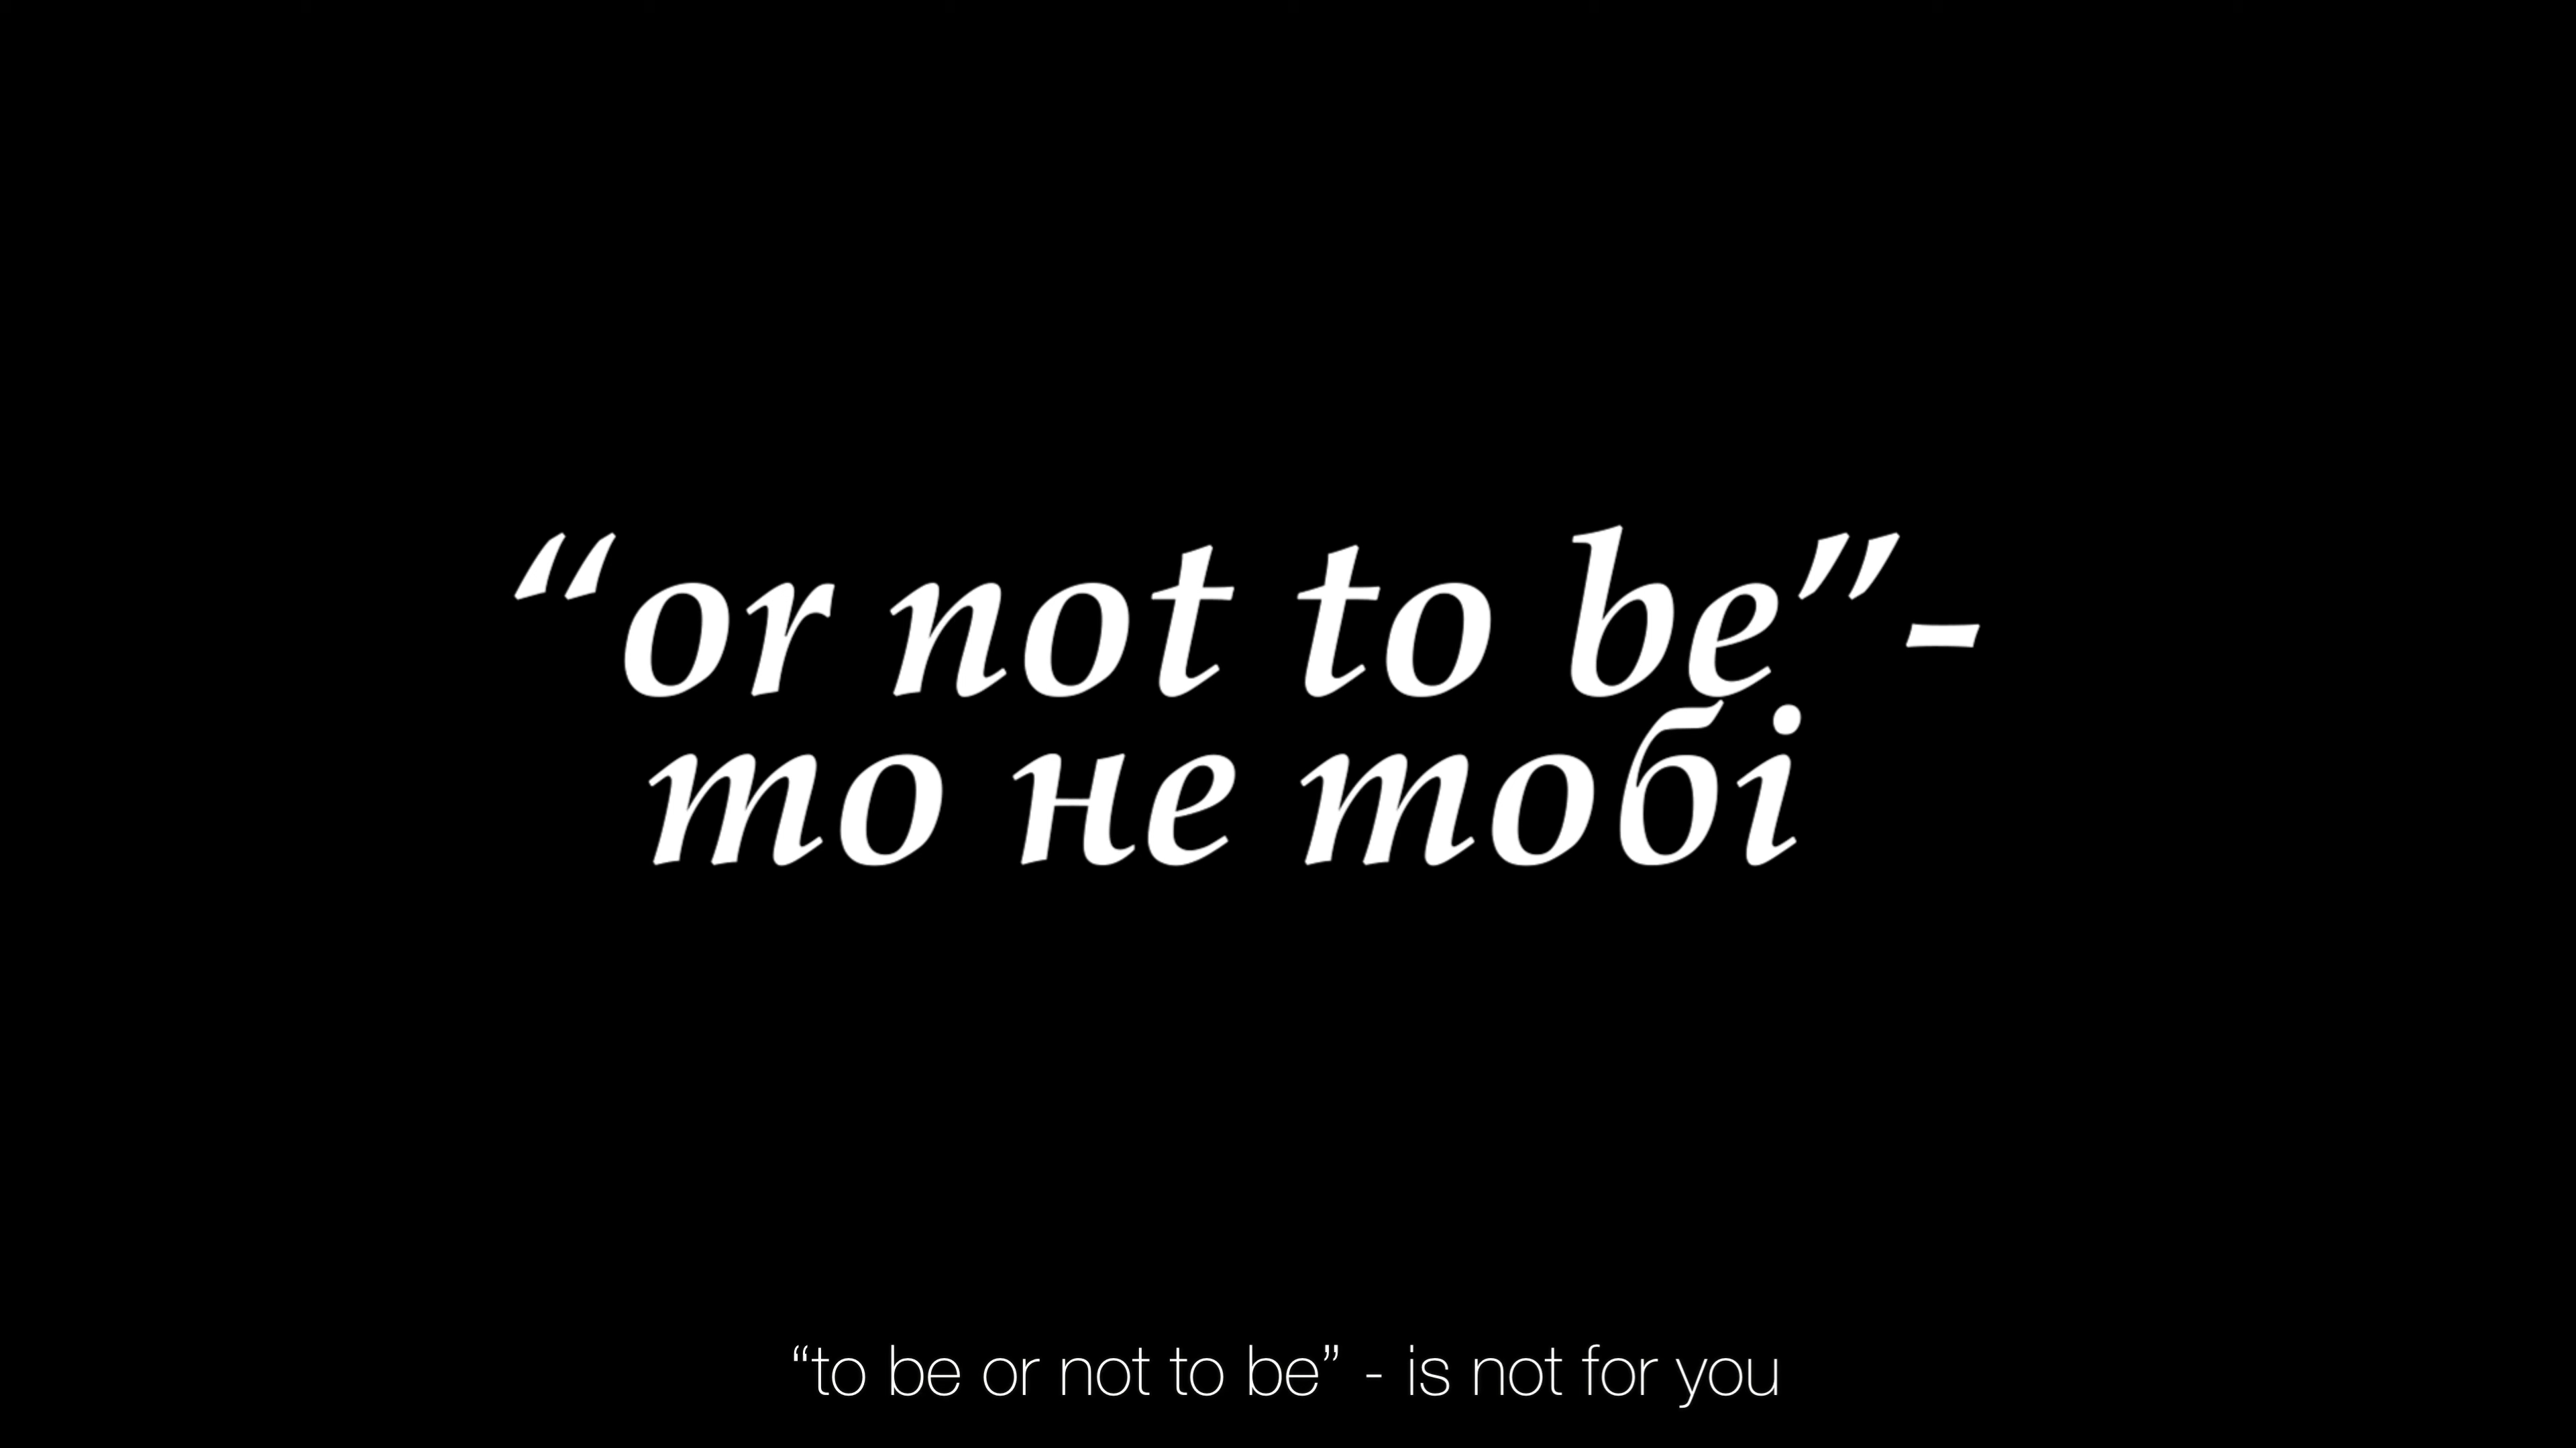 “or not to be”-
то не тобі
“to be or not to be” - is not for you